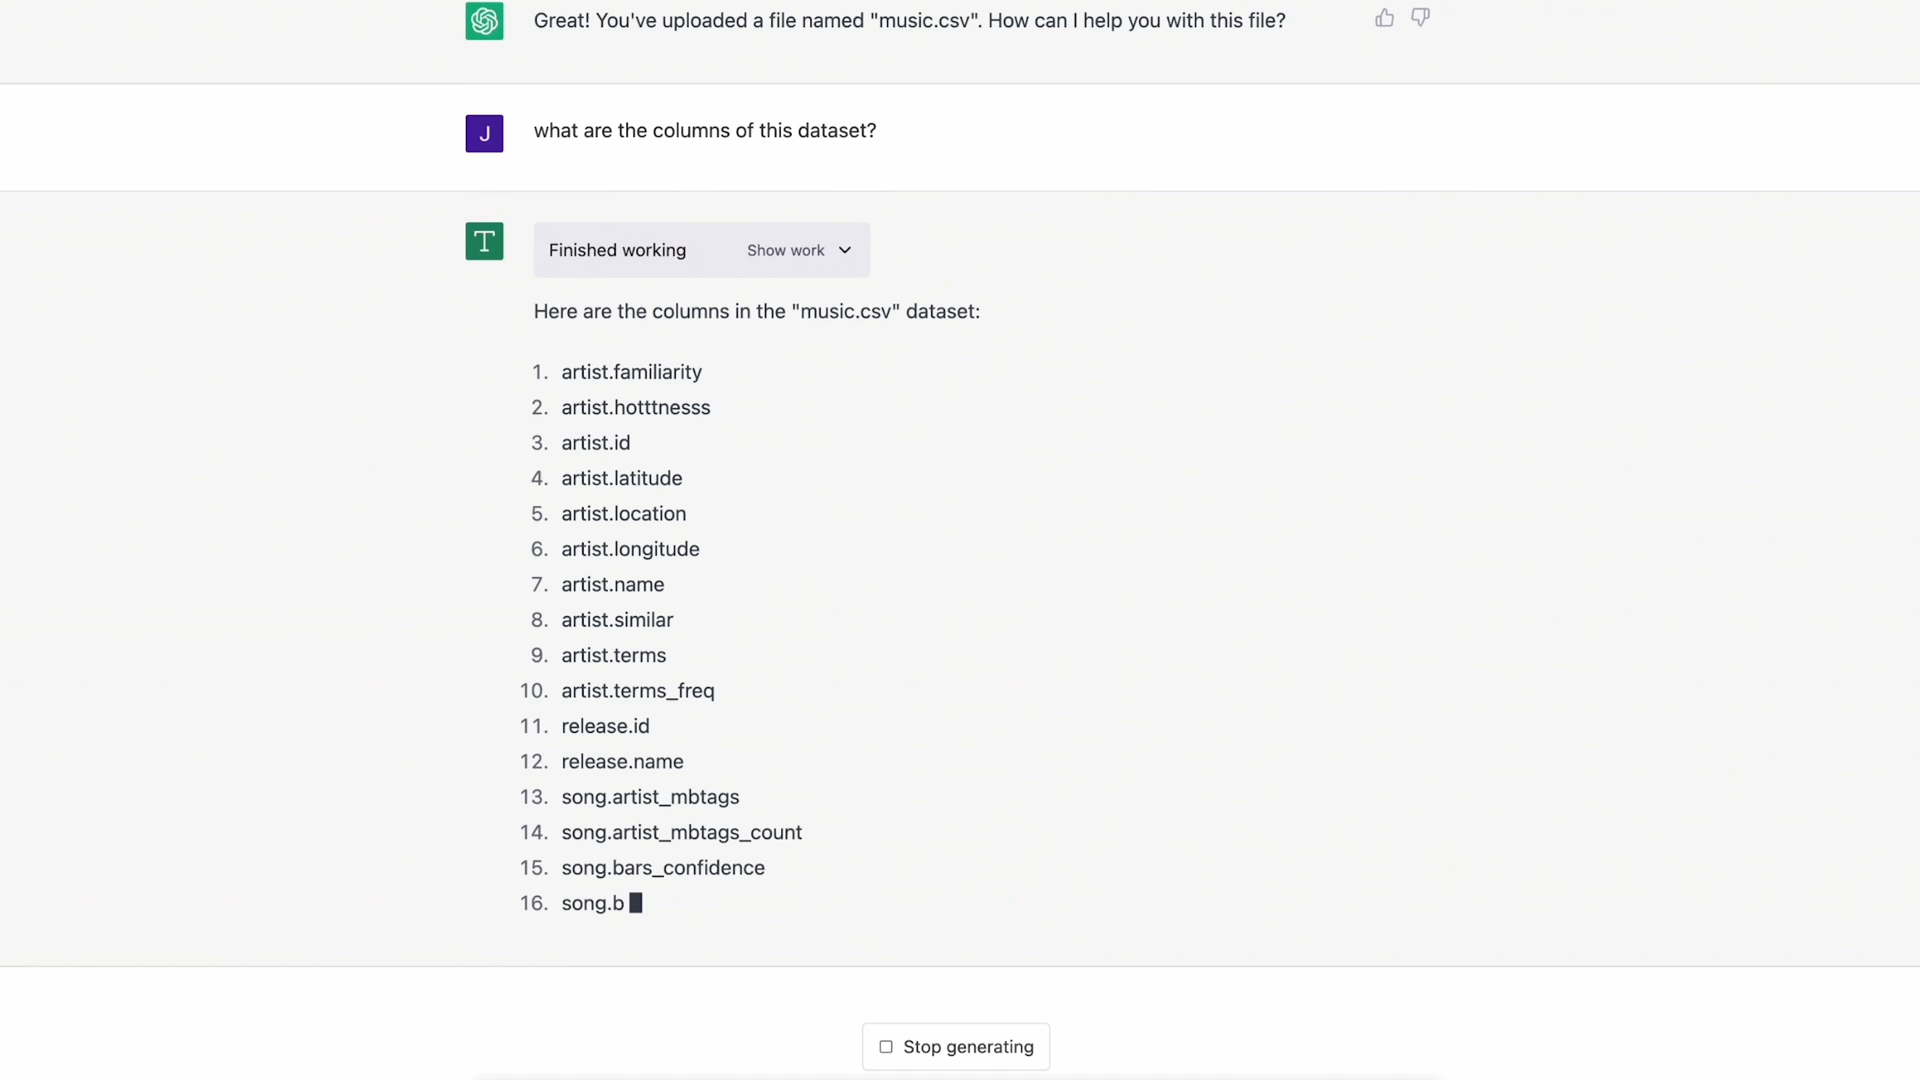 Great! You've uploaded a file named "music.csv". How can I help you with this file?
J
what are the columns of this dataset?
T
Finished working Show work
Here are the columns in the "music.csv" dataset:
1. artist.familiarity
2. artist.hotttnesss
3. artist.id
4. artist.latitude
5. artist.location
6. artist.longitude
7. artist.name
8. artist.similar
9. artist.terms
10. artist.terms_freq
11. release.id
12. release.name
13. song.artist_mbtags
14. song.artist_mbtags_count
15. song.bars_confidence
16. song.b
Stop generating